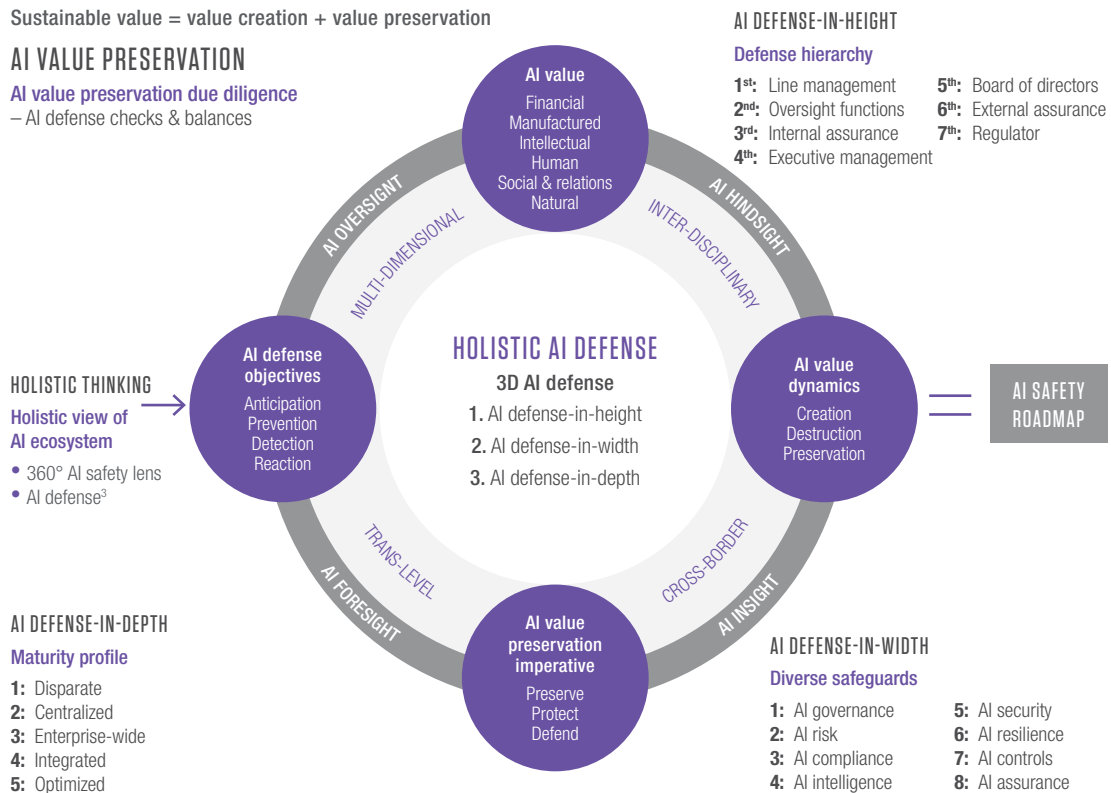 Sustainable value = value creation + value preservation
AI VALUE PRESERVATION
AI value preservation due diligence
– AI defense checks & balances
AI DEFENSE-IN-HEIGHT
Defense hierarchy
1st: Line management
2nd: Oversight functions
3rd: Internal assurance
4th: Executive management
5th: Board of directors
6th: External assurance
7th: Regulator
AI value
Financial
Manufactured
Intellectual
Human
Social & relations
Natural
AI OVERSIGNT
AI HINDSIGHT
MULTI-DIMENSIONAL
INTER-DISCIPLINARY
HOLISTIC THINKING
Holistic view of
AI ecosystem
• 360° AI safety lens
• AI defense3
AI defense
objectives
Anticipation
Prevention
Detection
Reaction
HOLISTIC AI DEFENSE
3D AI defense
1. AI defense-in-height
2. AI defense-in-width
3. AI defense-in-depth
AI value
dynamics
Creation
Destruction
Preservation
AI SAFETY
ROADMAP
TRANS-LEVEL
CROSS-BORDER
AI FORESIGHT
AI INSIGHT
AI value
preservation
imperative
Preserve
Protect
Defend
AI DEFENSE-IN-DEPTH
Maturity profile
1: Disparate
2: Centralized
3: Enterprise-wide
4: Integrated
5: Optimized
AI DEFENSE-IN-WIDTH
Diverse safeguards
1: AI governance
2: AI risk
3: AI compliance
4: AI intelligence
5: AI security
6: AI resilience
7: AI controls
8: AI assurance